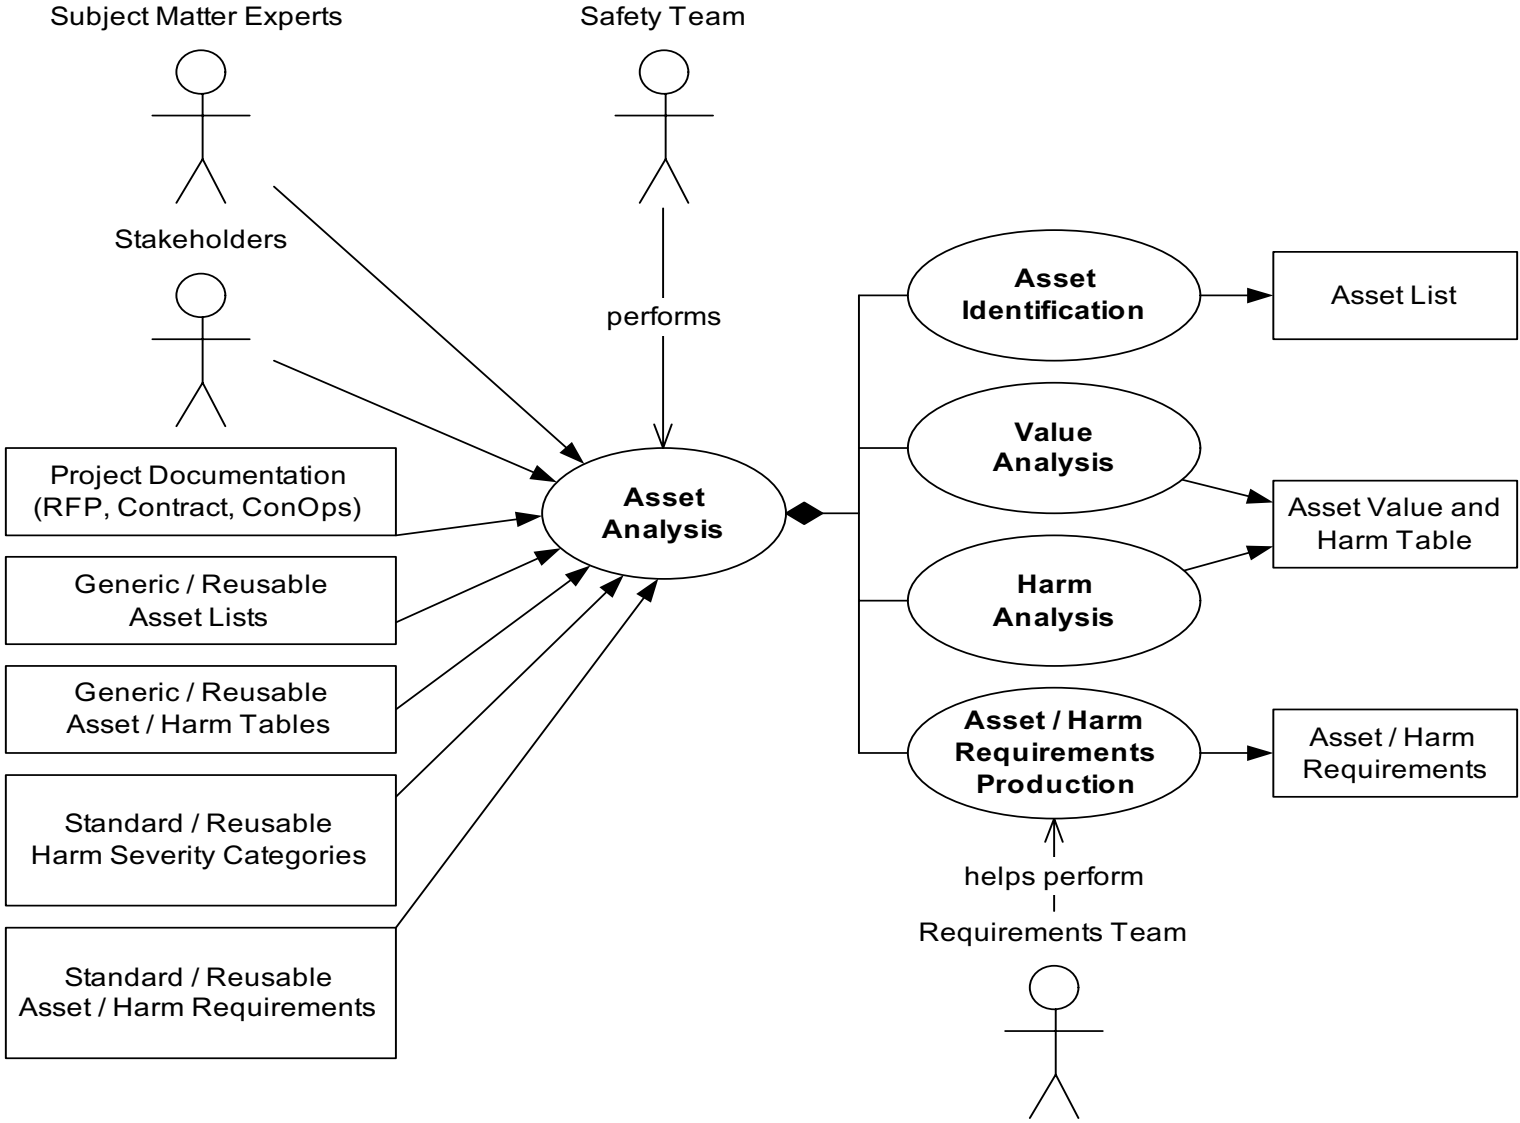 Subject Matter Experts
Safety Team
Stakeholders
performs
Project Documentation
(RFP, Contract, ConOps)
Generic / Reusable
Asset Lists
Generic / Reusable
Asset / Harm Tables
Standard / Reusable
Harm Severity Categories
Standard / Reusable
Asset / Harm Requirements
Asset
Analysis
Asset
Identification
Value
Analysis
Harm
Analysis
Asset / Harm
Requirements
Production
helps perform
Requirements Team
Asset List
Asset Value and
Harm Table
Asset / Harm
Requirements